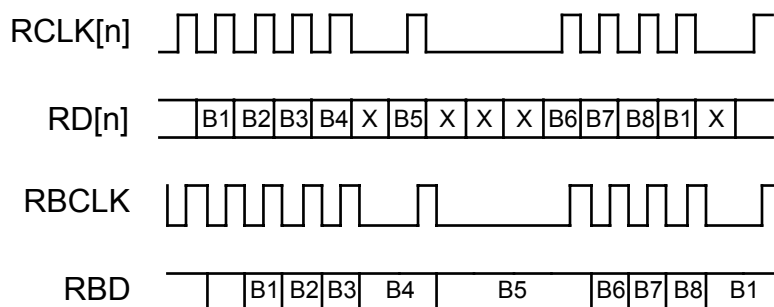 RCLK[n]
RD[n] B1 B2 B3 B4 X B5 X X X B6 B7 B8 B1 X
RBCLK
RBD B1 B2 B3 B4 B5 B6 B7 B8 B1